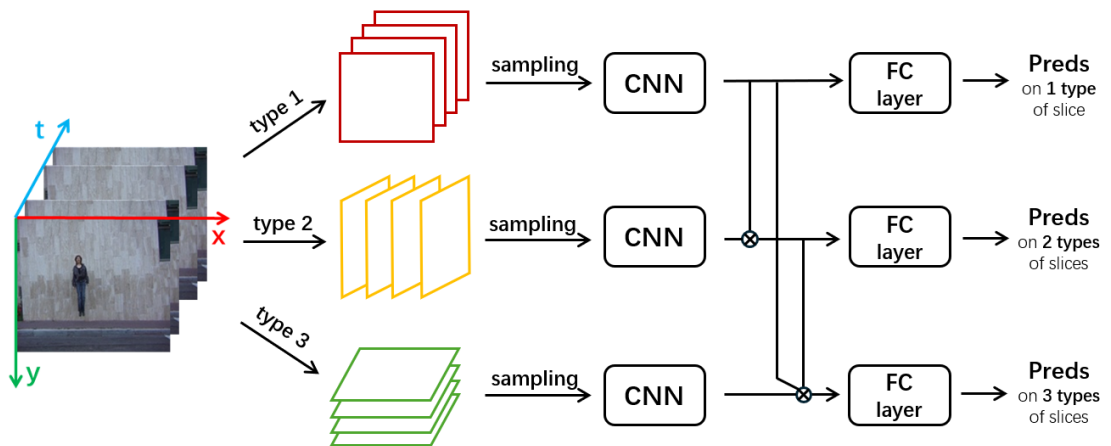 t
x
y
type 1
type 2
type 3
sampling
CNN
FC
layer
Preds
on 1 type
of slice
sampling
CNN
FC
layer
Preds
on 2 types
of slices
sampling
CNN
FC
layer
Preds
on 3 types
of slices